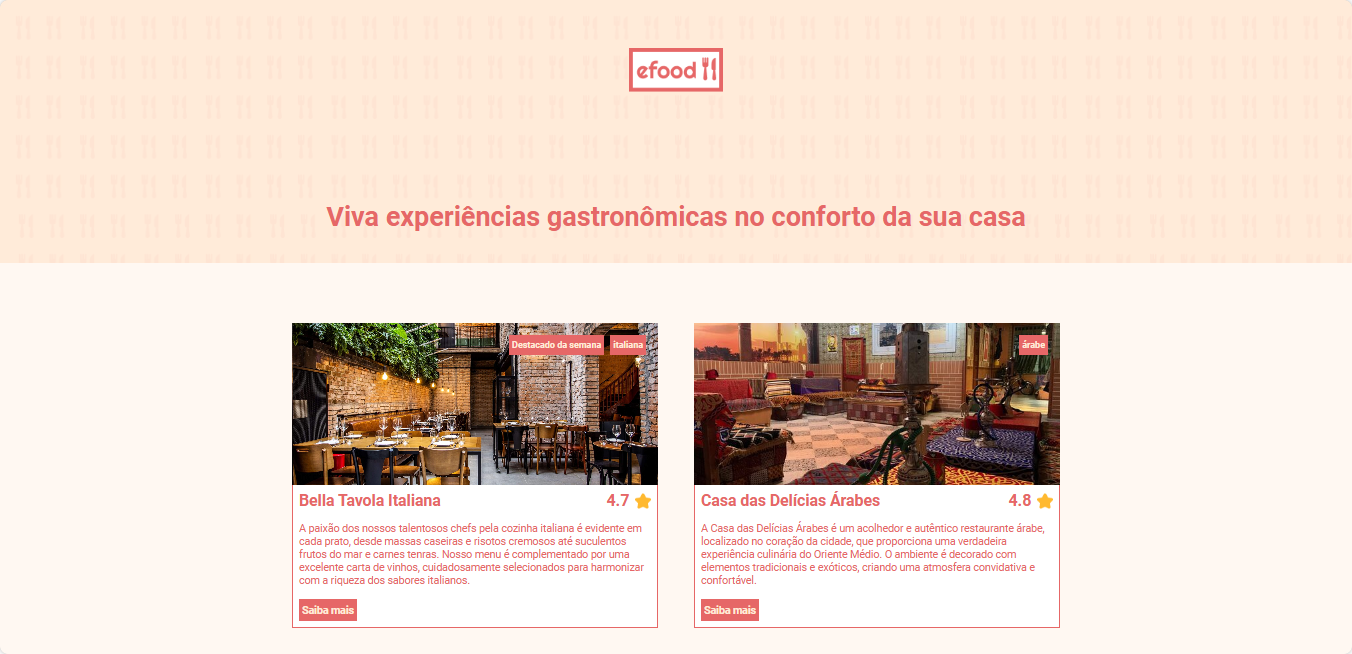 efood
Viva experiências gastronômicas no conforto da sua casa
Destacado da semana
italiana
Bella Tavola Italiana
4.7
A paixão dos nossos talentosos chefs pela cozinha italiana é evidente em
cada prato, desde massas caseiras e risotos cremosos até suculentos
frutos do mar e carnes tenras. Nosso menu é complementado por uma
excelente carta de vinhos, cuidadosamente selecionados para harmonizar
com a riqueza dos sabores italianos.
Saiba mais
árabe
Casa das Delícias Árabes
4.8
A Casa das Delícias Árabes é um acolhedor e autêntico restaurante árabe,
localizado no coração da cidade, que proporciona uma verdadeira
experiência culinária do Oriente Médio. O ambiente é decorado com
elementos tradicionais e exóticos, criando uma atmosfera convidativa e
confortável.
Saiba mais